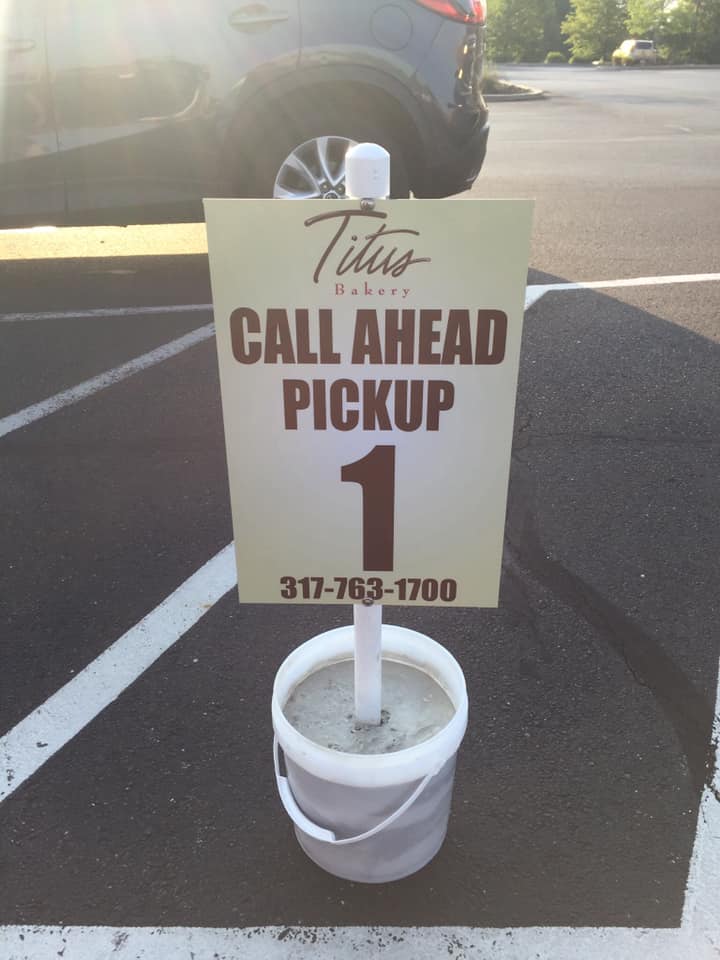 Titus
Bakery
CALL AHEAD
PICKUP
1
317-763-1700